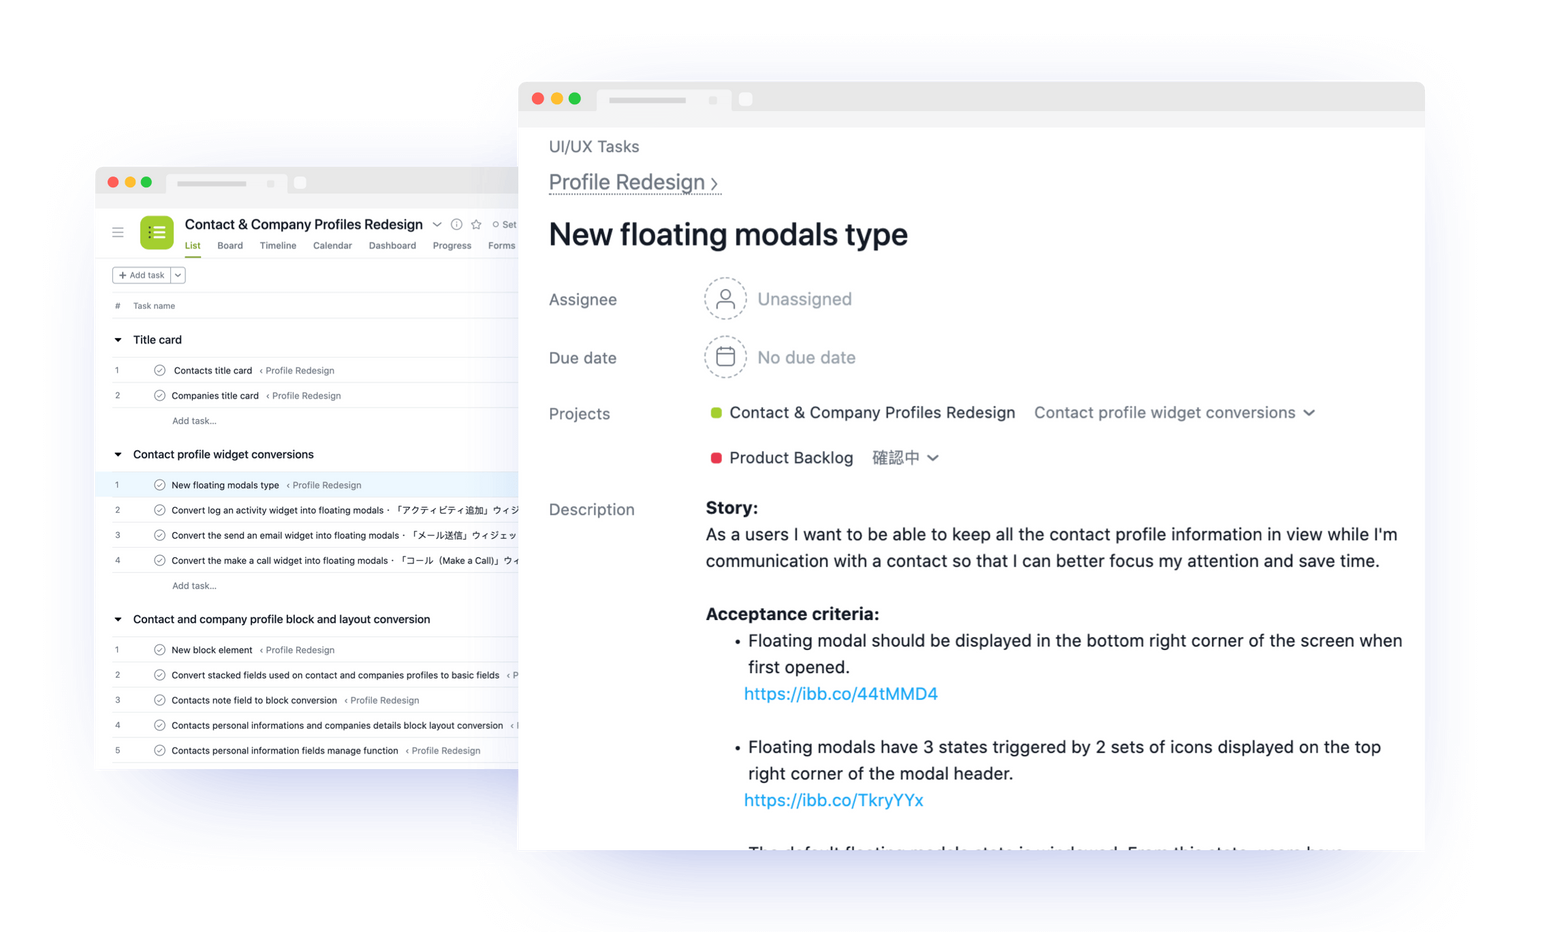 Contact & Company Profiles Redesign
Set
List Board Timeline Calendar Dashboard Progress Forms
+ Add task
# Task name
Title card
1 Contacts title card ‹ Profile Redesign
2 Companies title card ‹ Profile Redesign
Add task...
Contact profile widget conversions
1 New floating modals type ‹ Profile Redesign
2 Convert log an activity widget into floating modals・「アクティビティ追加」ウィジ
3 Convert the send an email widget into floating modals・「メール送信」ウィジェッ
4 Convert the make a call widget into floating modals・「コール（Make a Call)」ウィ
Add task...
Contact and company profile block and layout conversion
1 New block element ‹ Profile Redesign
2 Convert stacked fields used on contact and companies profiles to basic fields ‹ P
3 Contacts note field to block conversion ‹ Profile Redesign
4 Contacts personal informations and companies details block layout conversion ‹
5 Contacts personal information fields manage function ‹ Profile Redesign
UI/UX Tasks
Profile Redesign ›
New floating modals type
Assignee Unassigned
Due date No due date
Projects Contact & Company Profiles Redesign Contact profile widget conversions
Product Backlog 確認中
Description
Story:
As a users I want to be able to keep all the contact profile information in view while I'm
communication with a contact so that I can better focus my attention and save time.
Acceptance criteria:
• Floating modal should be displayed in the bottom right corner of the screen when
first opened.
https://ibb.co/44tMMD4
• Floating modals have 3 states triggered by 2 sets of icons displayed on the top
right corner of the modal header.
https://ibb.co/TkryYYx